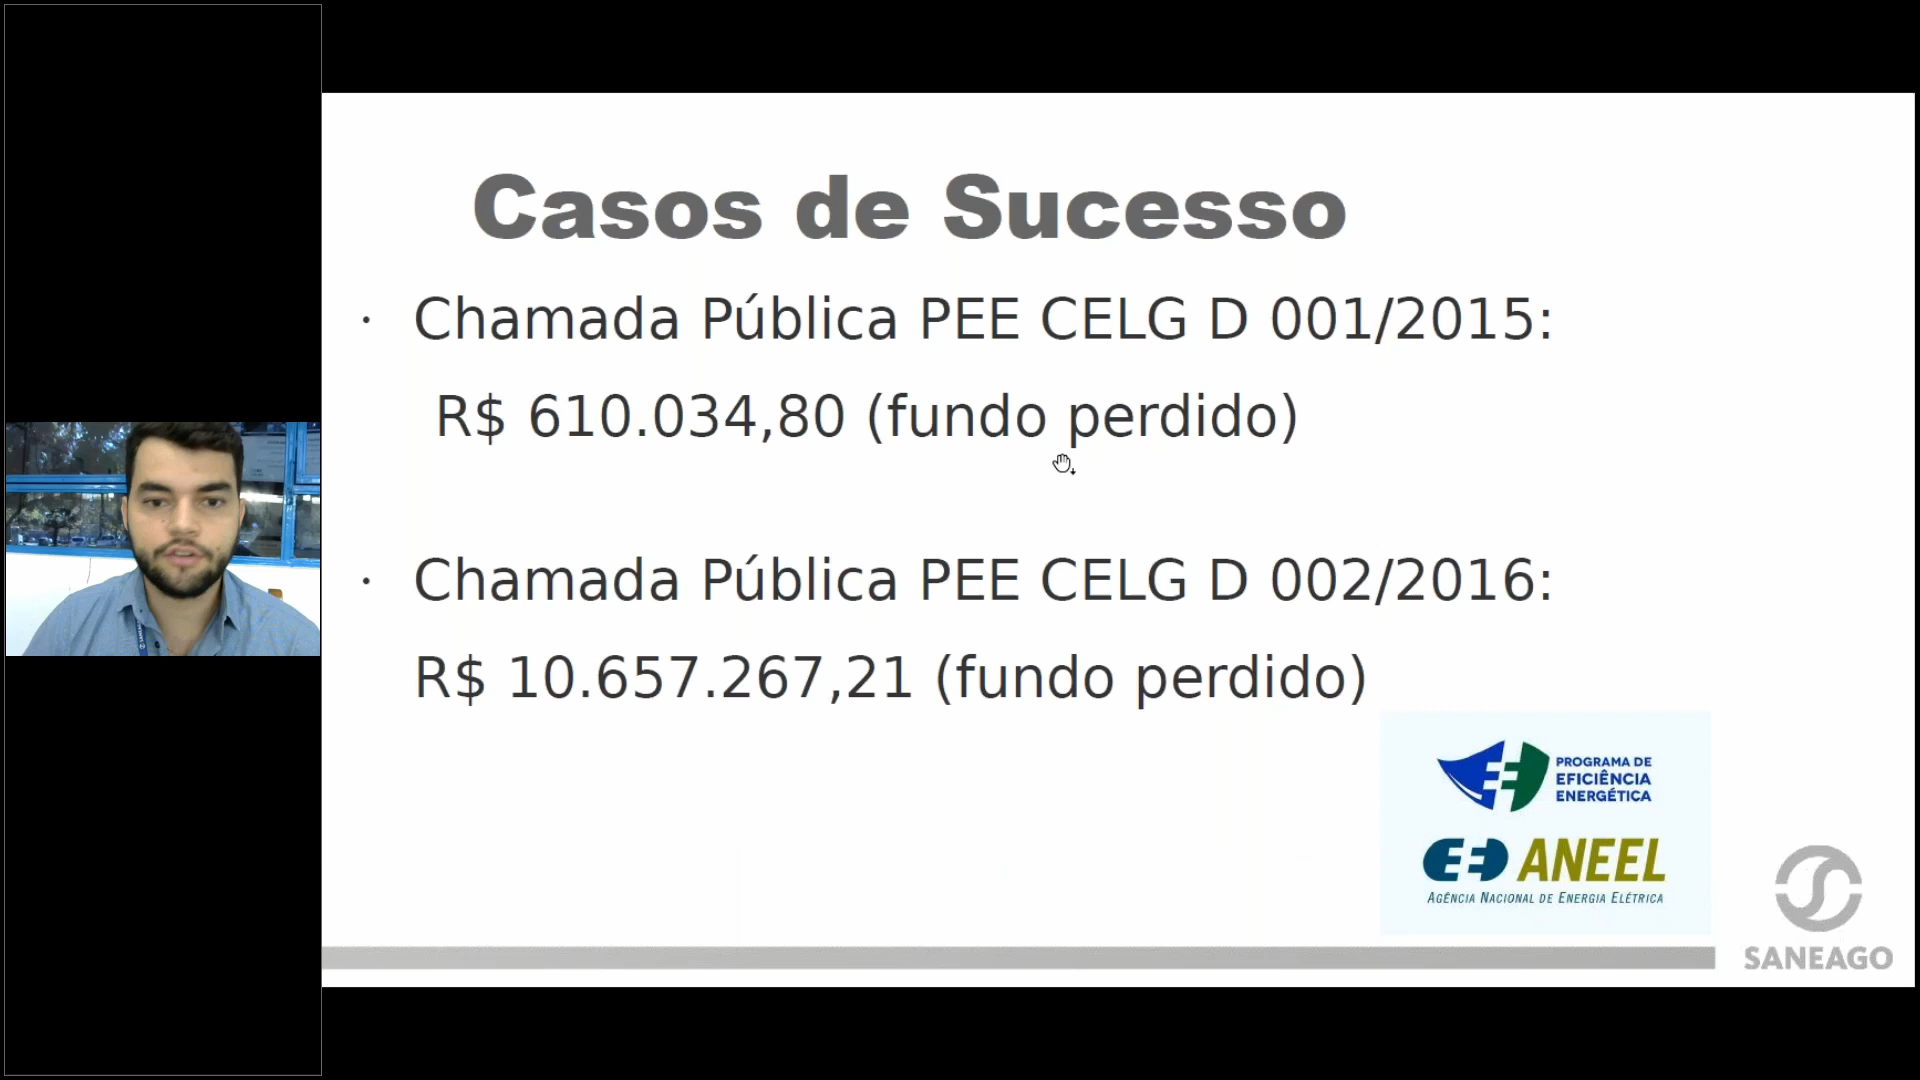 Casos de Sucesso
· Chamada Pública PEE CELG D 001/2015:
R$ 610.034,80 (fundo perdido)
· Chamada Pública PEE CELG D 002/2016:
R$ 10.657.267,21 (fundo perdido)
PROGRAMA DE
EFICIÊNCIA
ENERGÉTICA
ANEEL
AGÊNCIA NACIONAL DE ENERGIA ELÉTRICA
SANEAGO